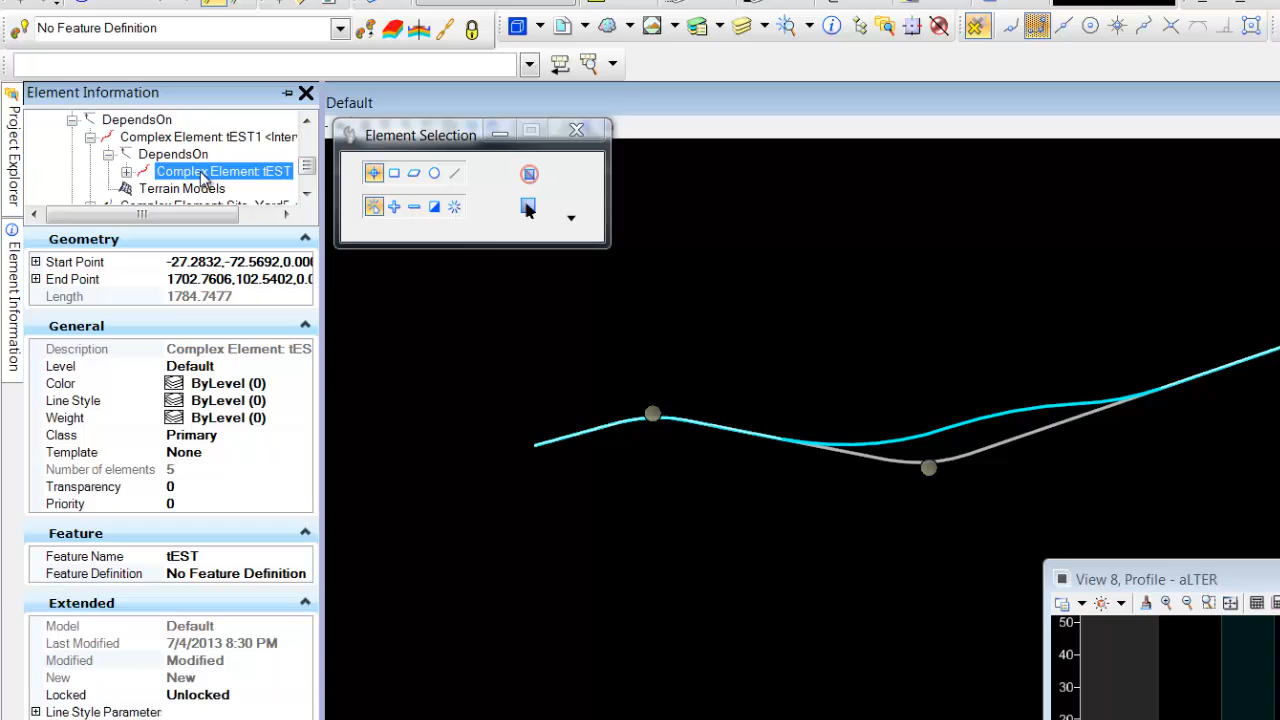 No Feature Definition
Project Explorer
Element Information
Element Information
DependsOn
Complex Element: tEST1 <Inter
DependsOn
Complex Element: tEST
Terrain Models
Geometry
Start Point -27.2832,-72.5692,0.000
End Point 1702.7606,102.5402,0.0
Length 1784.7477
General
Description Complex Element: tES
Level Default
Color ByLevel (0)
Line Style ByLevel (0)
Weight ByLevel (0)
Class Primary
Template None
Number of elements 5
Transparency 0
Priority 0
Feature
Feature Name tEST
Feature Definition No Feature Definition
Extended
Model Default
Last Modified 7/4/2013 8:30 PM
Modified Modified
New New
Locked Unlocked
Line Style Parameter
Default
Element Selection
View 8, Profile - aLTER
50
40
30
20